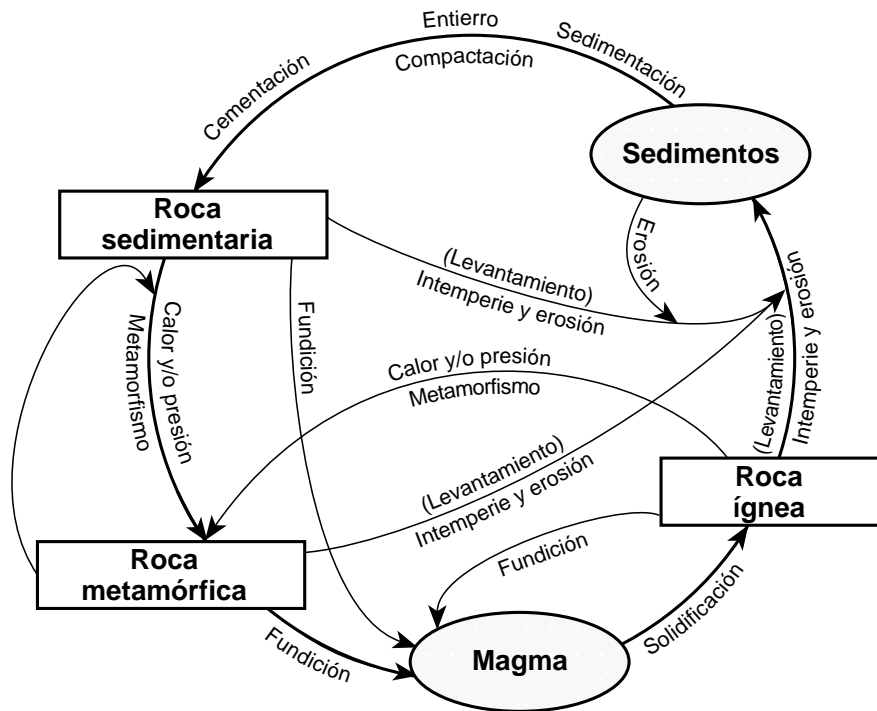 Entierro
Sedimentación
Compactación
Cementación
Sedimentos
Roca
sedimentaria
Erosión
(Levantamiento)
Intemperie y erosión
Fundición
Calor y/o presión
Metamorfismo
Calor y/o presión
Metamorfismo
(Levantamiento)
Intemperie y erosión
(Levantamiento)
Intemperie y erosión
Roca
ígnea
Roca
metamórfica
Fundición
Fundición
Magma
Solidificación